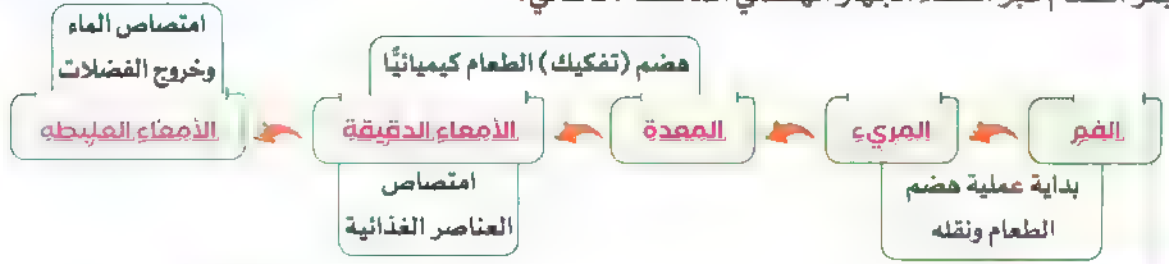 امتصاص الماء
وخروج الفضلات
هضم (تفكيك) الطعام كيميائيًّا
الفم
المريء
المعدة
الأمعاء الدقيقة
الأمعاء الغليظة
بداية عملية هضم
الطعام ونقله
امتصاص
العناصر الغذائية